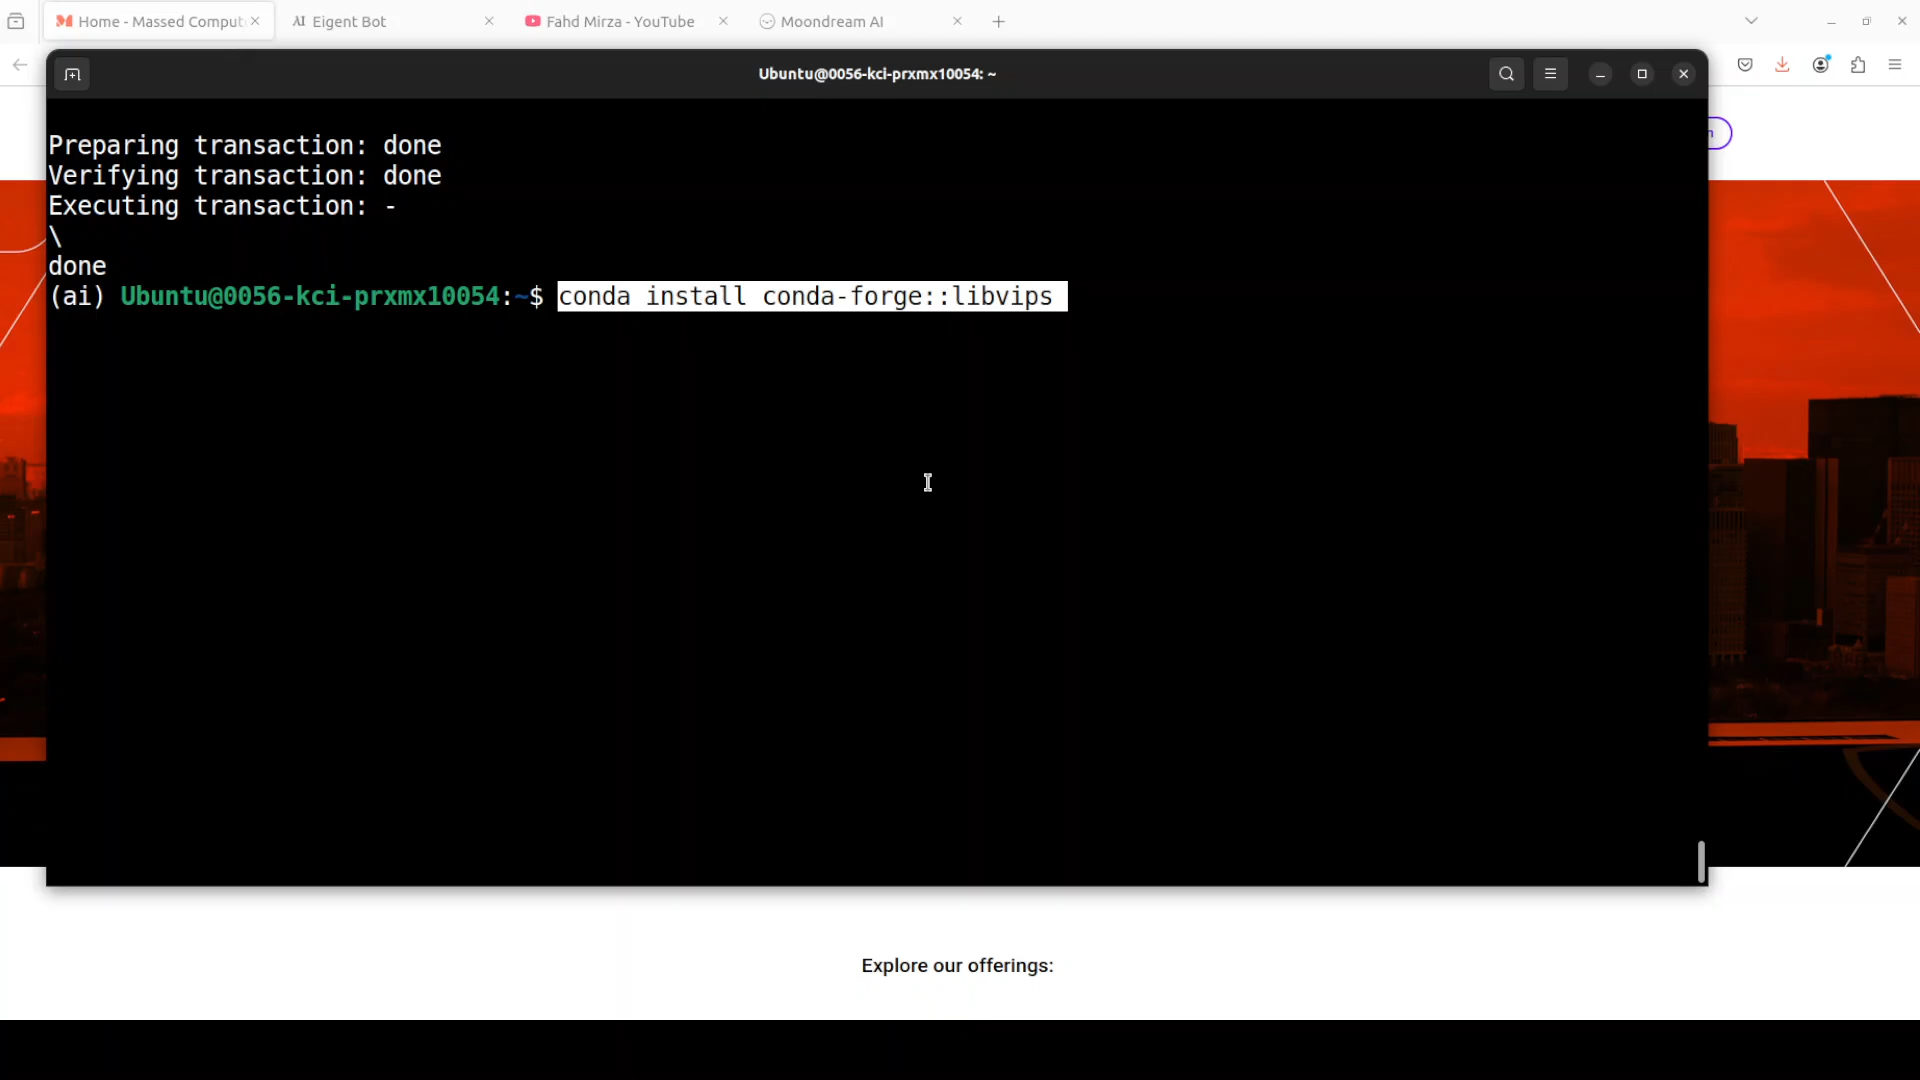 Home - Massed Comput
AI Eigent Bot
Fahd Mirza - YouTube
Moondream AI
Ubuntu@0056-kci-prxmx10054: ~
Preparing transaction: done
Verifying transaction: done
Executing transaction: -
\
done
(ai) Ubuntu@0056-kci-prxmx10054:~$ conda install conda-forge::libvips
Explore our offerings: